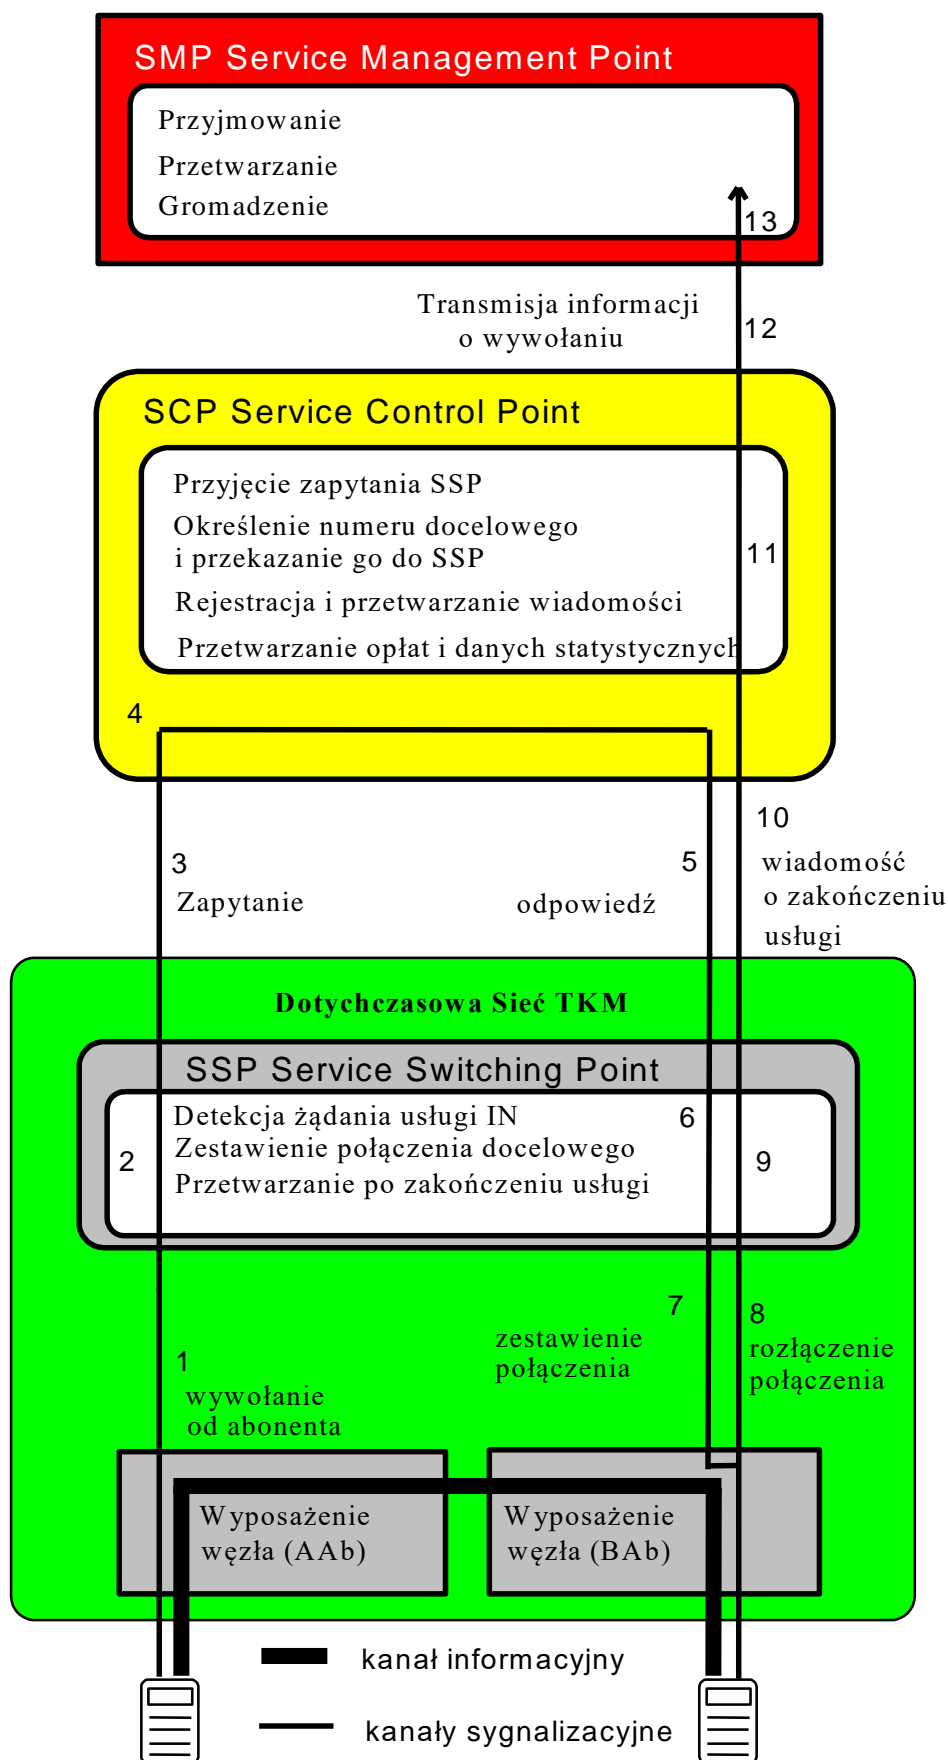 SMP Service Management Point
Przyjmowanie
Przetwarzanie
Gromadzenie
13
Transmisja informacji
o wywołaniu
12
SCP Service Control Point
Przyjęcie zapytania SSP
Określenie numeru docelowego
i przekazanie go do SSP
11
Rejestracja i przetwarzanie wiadomości
Przetwarzanie opłat i danych statystycznych
4
10
3
Zapytanie
5
odpowiedź
wiadomość
o zakończeniu
usługi
Dotychczasowa Sieć TKM
SSP Service Switching Point
Detekcja żądania usługi IN
6
Zestawienie połączenia docelowego
2
9
Przetwarzanie po zakończeniu usługi
7
zestawienie
połączenia
8
rozłączenie
połączenia
1
wywołanie
od abonenta
Wyposażenie
węzła (AAb)
Wyposażenie
węzła (BAb)
kanał informacyjny
kanały sygnalizacyjne